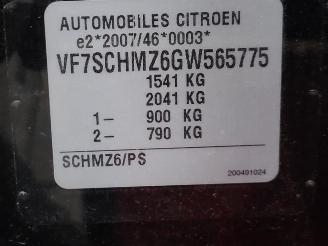 AUTOMOBILES CITROEN
e2*2007/46*0003*
VF7SCHMZ6GW565775
1541 KG
2041 KG
1- 900 KG
2- 790 KG
SCHMZ6/PS
200491024